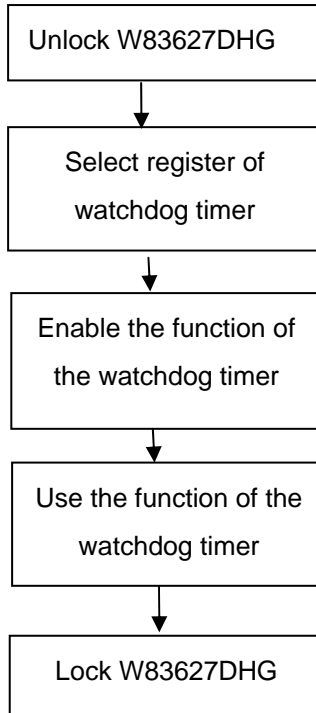 Unlock W83627DHG
Select register of
watchdog timer
Enable the function of
the watchdog timer
Use the function of the
watchdog timer
Lock W83627DHG